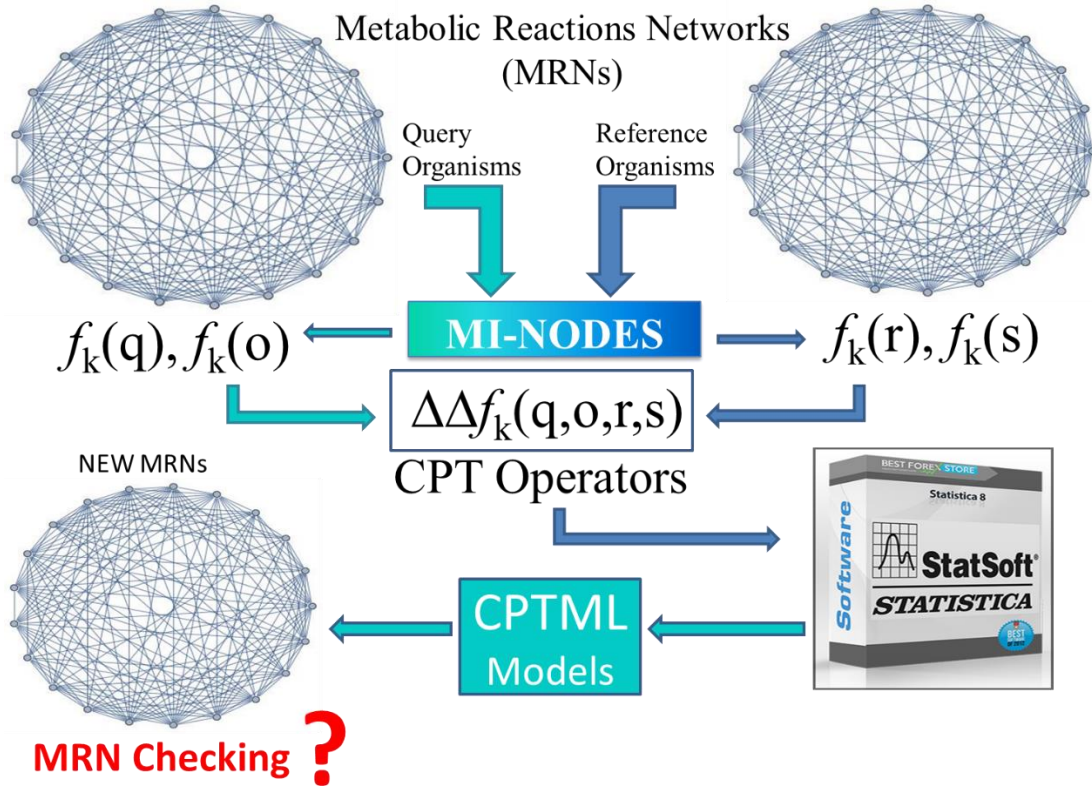 Metabolic Reactions Networks
(MRNs)
Query
Organisms
Reference
Organisms
MI-NODES
fₖ(q), fₖ(o)
fₖ(r), fₖ(s)
ΔΔfₖ(q,o,r,s)
CPT Operators
NEW MRNs
BEST FOREX STORE
Statistica 8
Software
StatSoft®
STATISTICA
BEST
CPTML
Models
MRN Checking ?